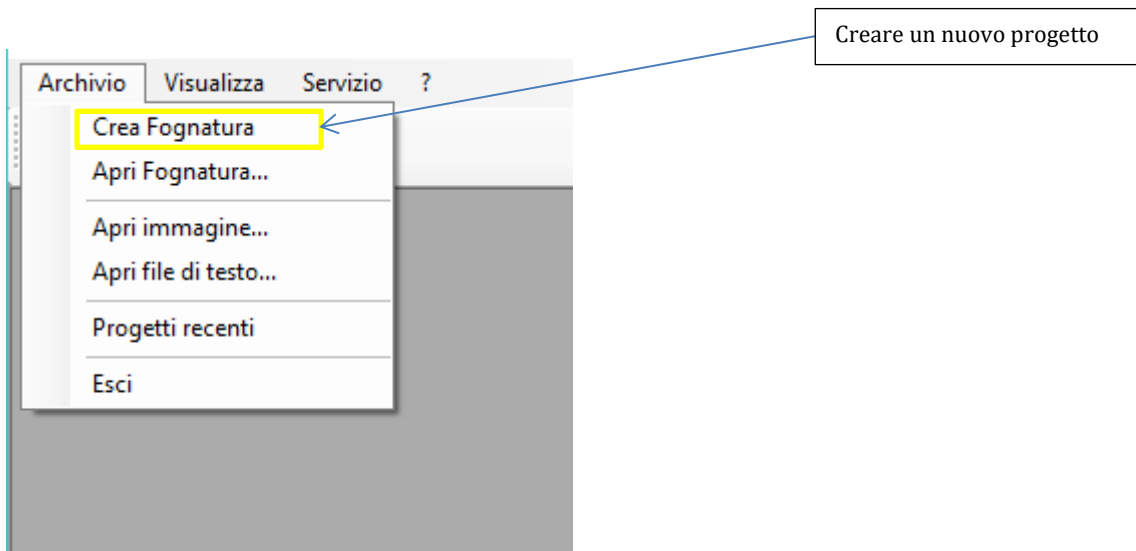 Creare un nuovo progetto
Archivio Visualizza Servizio ?
Crea Fognatura
Apri Fognatura...
Apri immagine...
Apri file di testo...
Progetti recenti
Esci